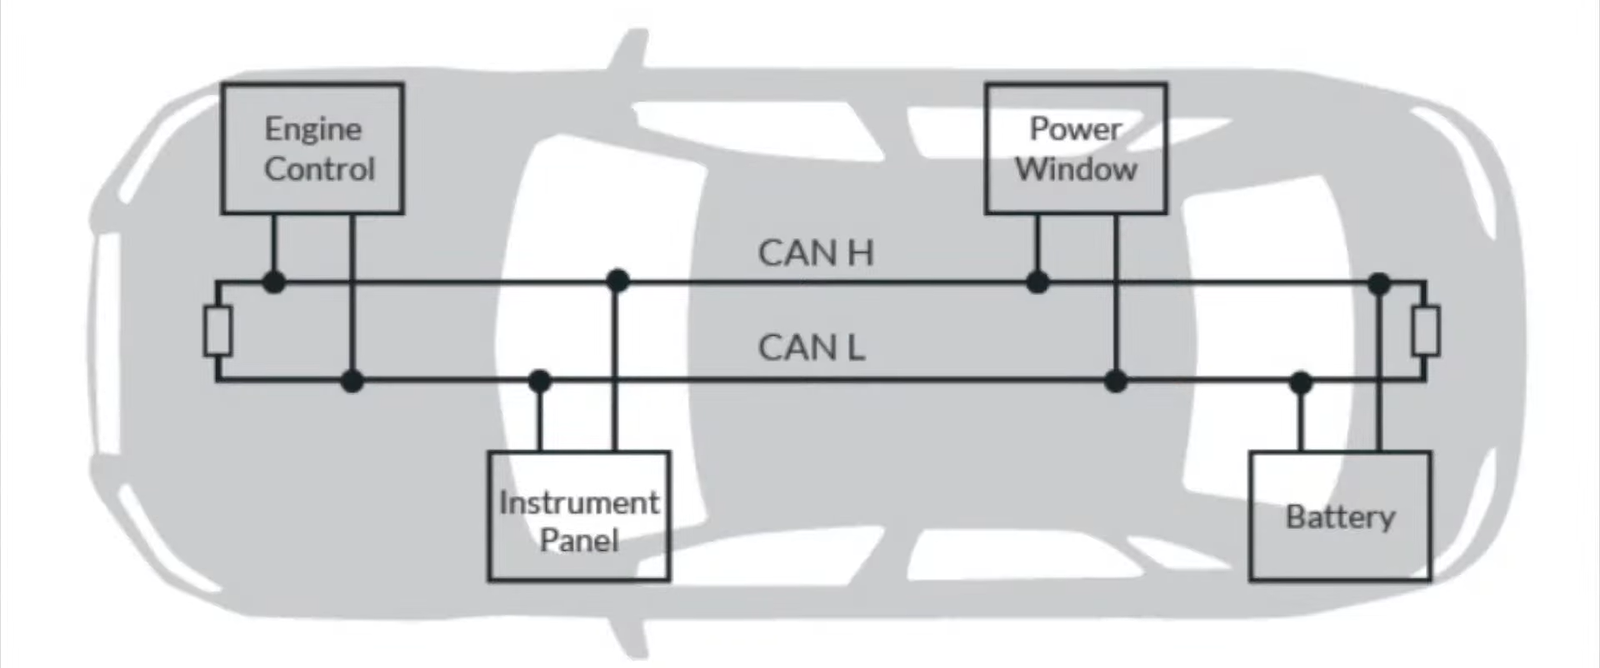 Engine
Control
Power
Window
CAN H
CAN L
Instrument
Panel
Battery